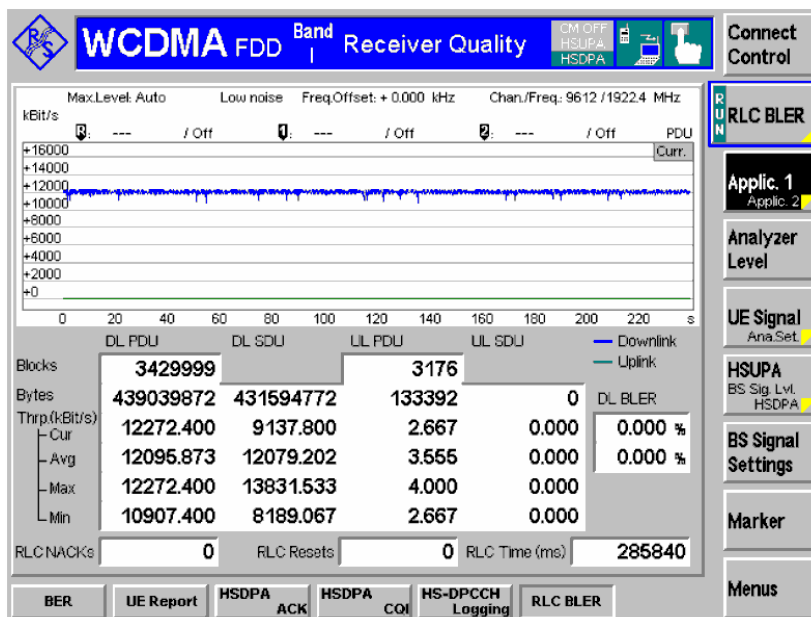 R&S
WCDMA FDD Band I Receiver Quality
CM OFF
HSUPA
HSDPA
Connect Control
Max.Level: Auto Low noise Freq.Offset: + 0.000 kHz Chan./Freq.: 9612 / 1922.4 MHz
kBit/s
R: --- / Off 1: --- / Off 2: --- / Off PDU
Curr.
+16000
+14000
+12000
+10000
+8000
+6000
+4000
+2000
+0
0 20 40 60 80 100 120 140 160 180 200 220 s
DL PDU DL SDU UL PDU UL SDU Downlink
Uplink
Blocks 3429999 3176
Bytes 439039872 431594772 133392 0 DL BLER
Thrp.(kBit/s)
Cur 12272.400 9137.800 2.667 0.000 0.000 %
Avg 12095.873 12079.202 3.555 0.000 0.000 %
Max 12272.400 13831.533 4.000 0.000
Min 10907.400 8189.067 2.667 0.000
RLC NACKs 0 RLC Resets 0 RLC Time (ms) 285840
RUN
RLC BLER
Applic. 1
Applic. 2
Analyzer
Level
UE Signal
Ana.Set.
HSUPA
BS Sig. Lvl.
HSDPA
BS Signal
Settings
Marker
Menus
BER UE Report HSDPA ACK HSDPA CQI HS-DPCCH Logging RLC BLER